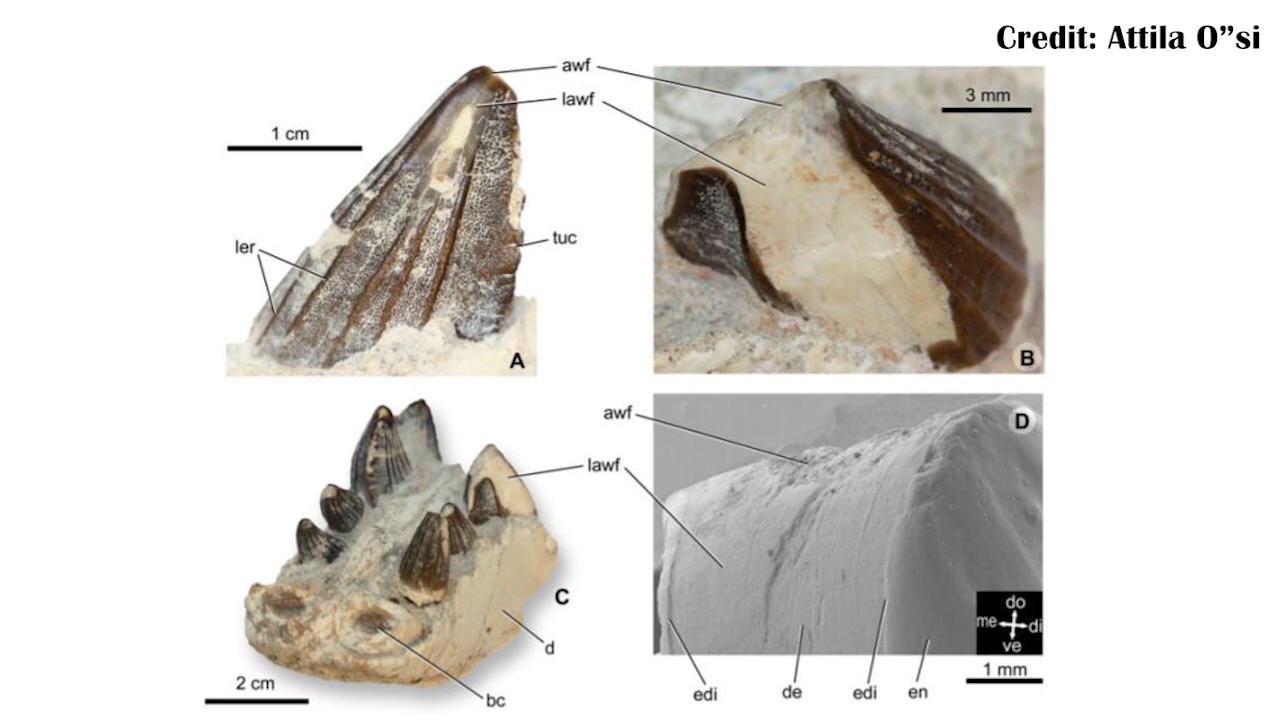 Credit: Attila O”si
awf
lawf
1 cm
3 mm
ler
tuc
A
B
awf
lawf
D
C
d
bc
2 cm
do
me
di
ve
1 mm
edi
de
edi
en